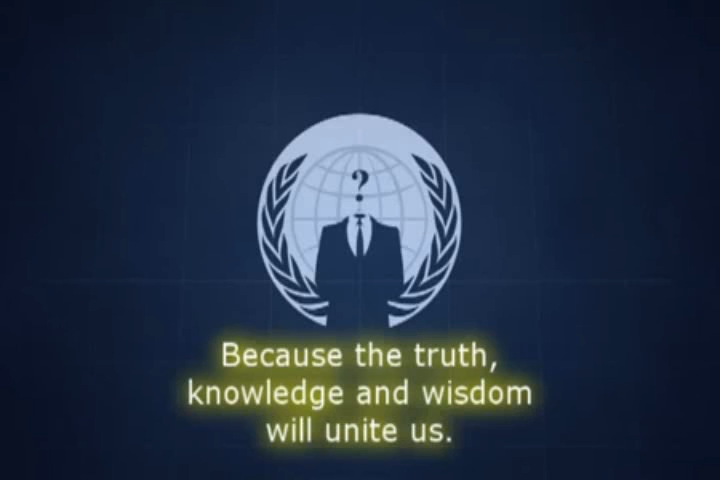 ?
Because the truth,
knowledge and wisdom
will unite us.